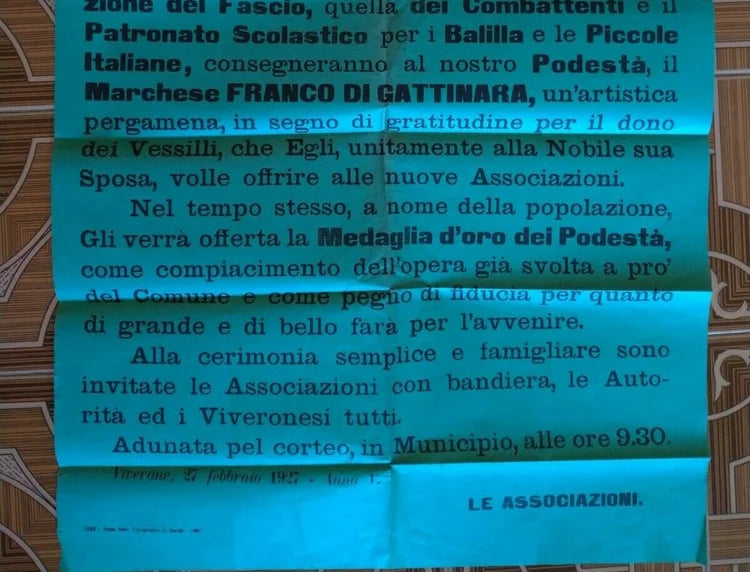 zione del Fascio, quella dei Combattenti e il
Patronato Scolastico per i Balilla e le Piccole
Italiane, consegneranno al nostro Podestà, il
Marchese FRANCO DI GATTINARA, un'artistica
pergamena, in segno di gratitudine per il dono
dei Vessilli, che Egli, unitamente alla Nobile sua
Sposa, volle offrire alle nuove Associazioni.
Nel tempo stesso, a nome della popolazione,
Gli verrà offerta la Medaglia d'oro dei Podestà,
come compiacimento dell'opera già svolta a pro'
del Comune e come pegno di fiducia per quanto
di grande e di bello farà per l'avvenire.
Alla cerimonia semplice e famigliare sono
invitate le Associazioni con bandiera, le Auto-
rità ed i Viveronesi tutti.
Adunata pel corteo, in Municipio, alle ore 9.30.
Viverone, 27 febbraio 1927 - Anno V.
LE ASSOCIAZIONI.